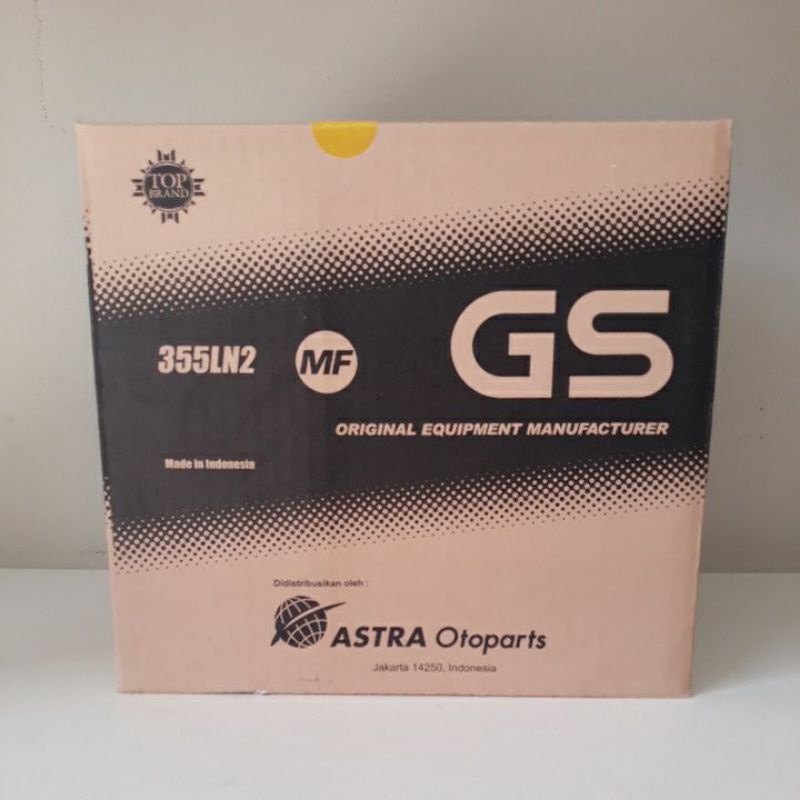 TOP
BRAND
GS
355LN2
MF
ORIGINAL EQUIPMENT MANUFACTURER
Made in Indonesia
Didistribusikan oleh :
ASTRA Otoparts
Jakarta 14250, Indonesia